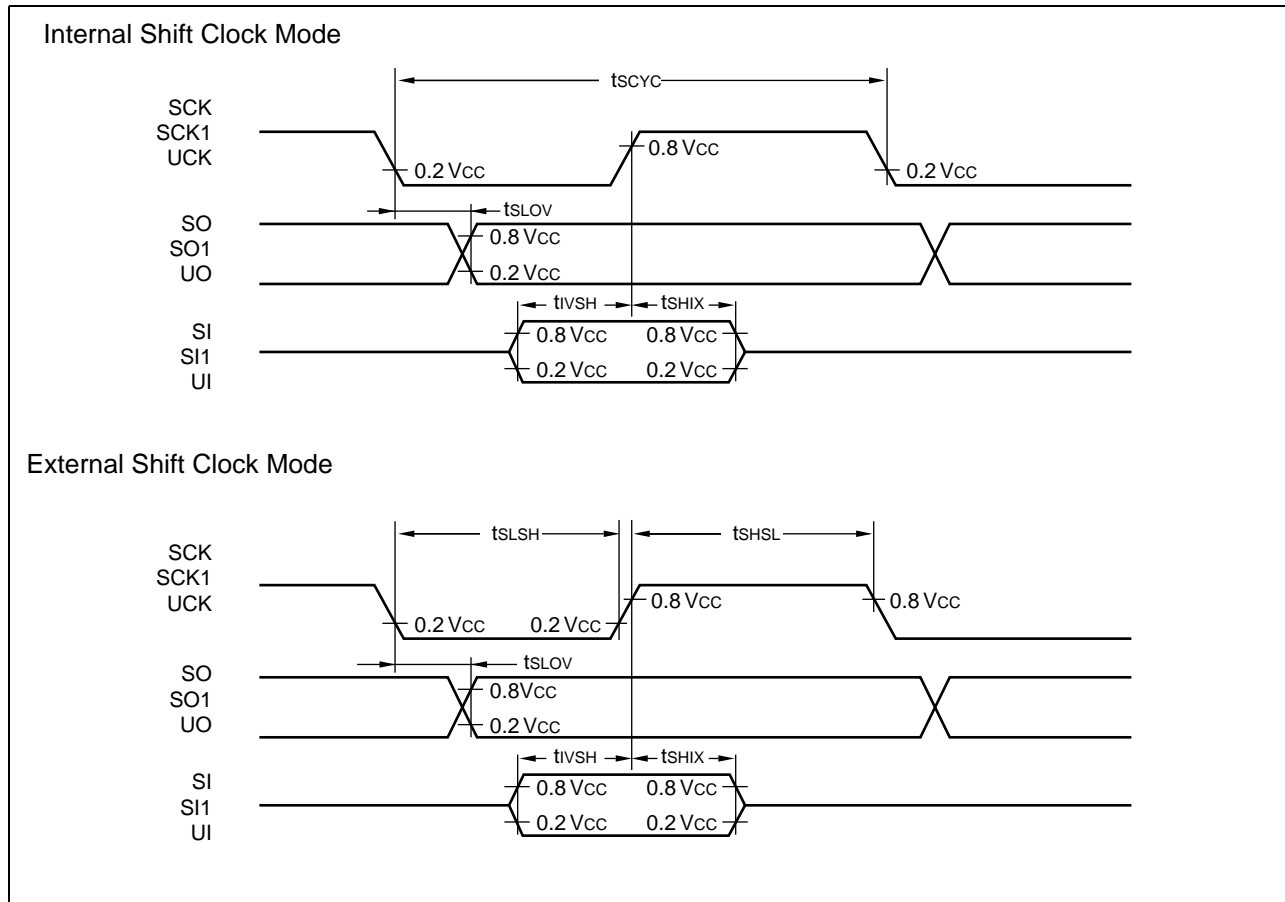 Internal Shift Clock Mode
tSCYC
SCK
SCK1
UCK
0.8 VCC
0.2 VCC
0.2 VCC
tSLOV
SO
SO1
UO
0.8 VCC
0.2 VCC
tIVSH
tSHIX
SI
SI1
UI
0.8 VCC
0.8 VCC
0.2 VCC
0.2 VCC
External Shift Clock Mode
tSLSH
tSHSL
SCK
SCK1
UCK
0.8 VCC
0.8 VCC
0.2 VCC
0.2 VCC
tSLOV
SO
SO1
UO
0.8VCC
0.2 VCC
tIVSH
tSHIX
SI
SI1
UI
0.8 VCC
0.8 VCC
0.2 VCC
0.2 VCC